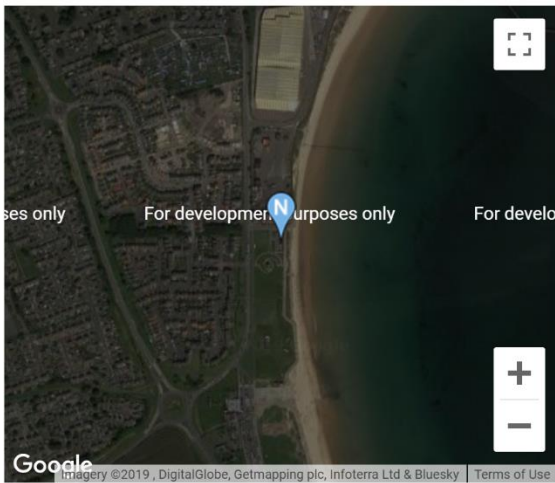 ses only
For developmen
N
urposes only
For develo
+
−
Google
Imagery ©2019 , DigitalGlobe, Getmapping plc, Infoterra Ltd & Bluesky
Terms of Use